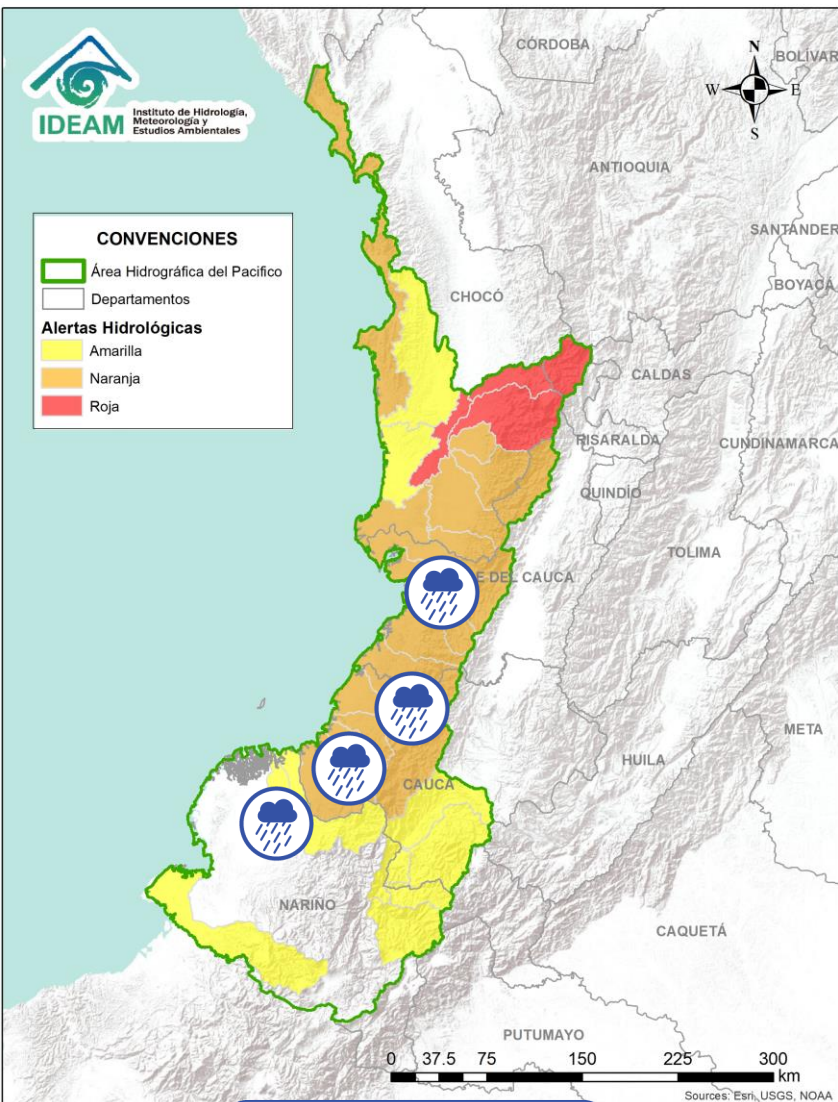 IDEAM
Instituto de Hidrología,
Meteorología y
Estudios Ambientales
CONVENCIONES
Área Hidrográfica del Pacifico
Departamentos
Alertas Hidrológicas
Amarilla
Naranja
Roja
N
W
E
S
CÓRDOBA
BOLÍVAR
ANTIOQUIA
SANTANDER
BOYACÁ
CHOCÓ
CALDAS
RISARALDA
CUNDINAMARCA
QUINDÍO
TOLIMA
E DEL CAUCA
META
HUILA
CAUCA
NARIÑO
CAQUETÁ
PUTUMAYO
0 37.5 75 150 225 300
km
Sources: Esri, USGS, NOAA